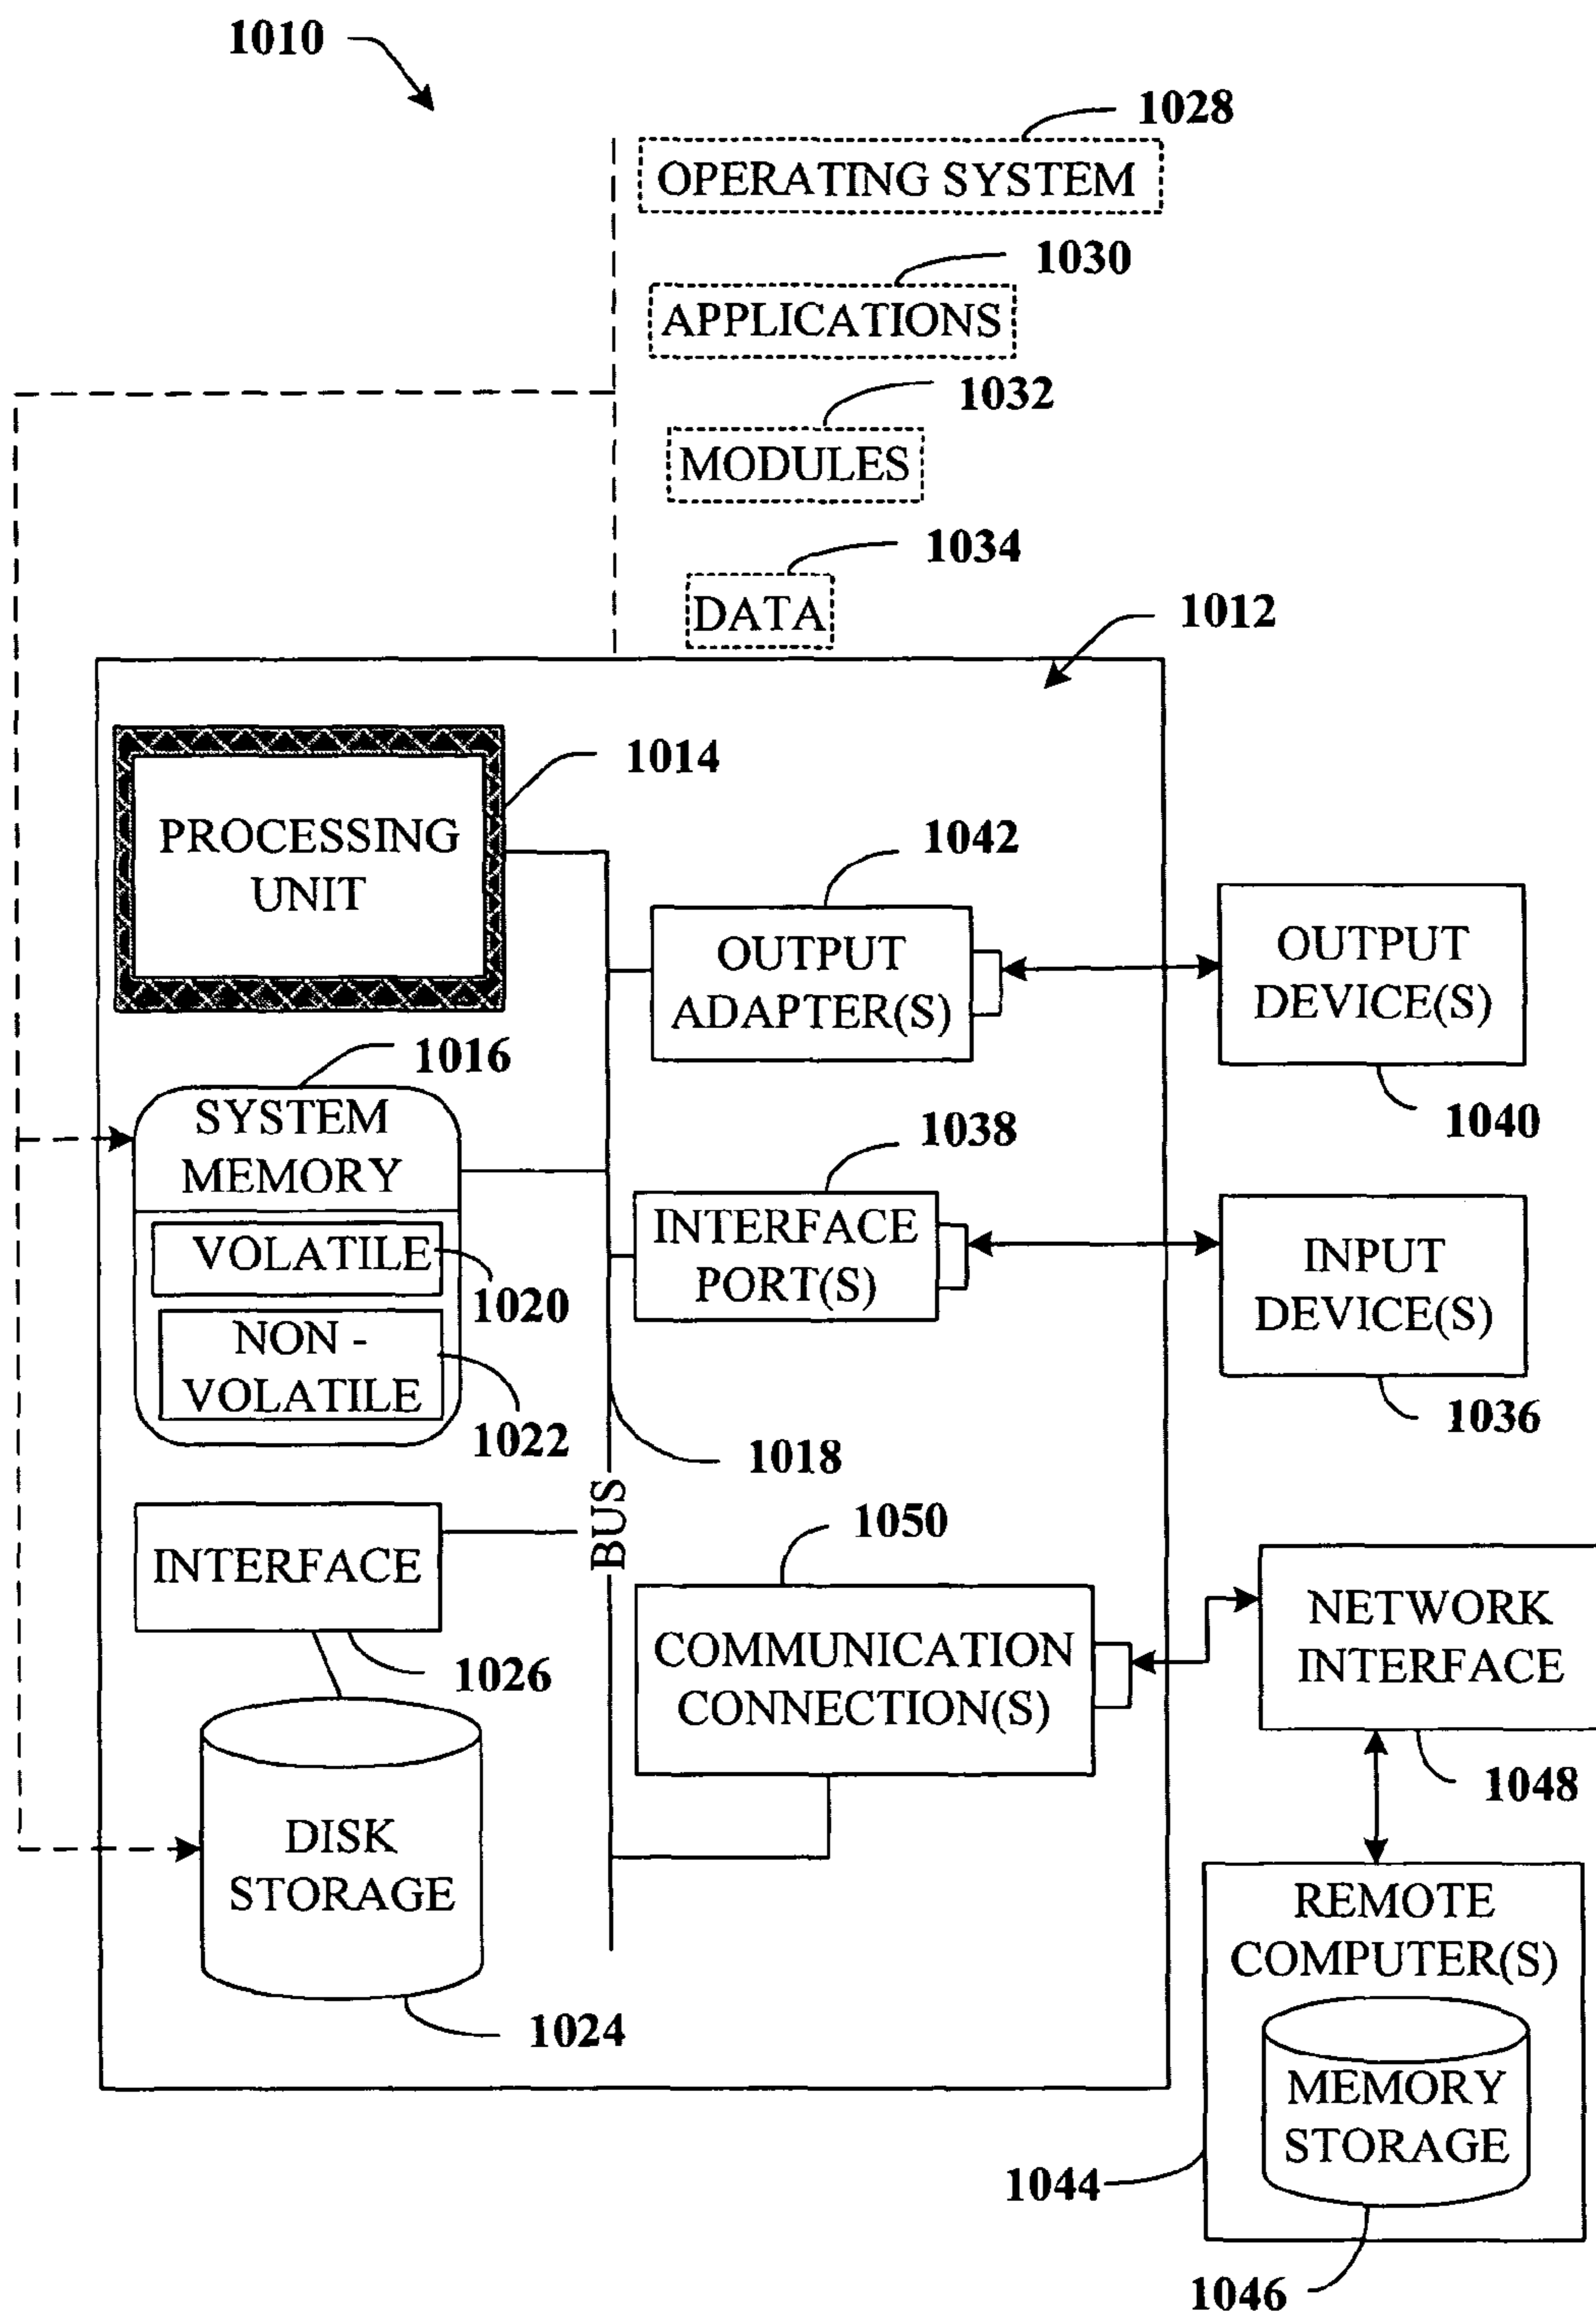 1010
1028
OPERATING SYSTEM
1030
APPLICATIONS
1032
MODULES
1034
DATA
1012
1014
PROCESSING
UNIT
1042
OUTPUT
ADAPTER(S)
OUTPUT
DEVICE(S)
1040
1016
SYSTEM
MEMORY
VOLATILE
1020
NON -
VOLATILE
1022
1038
INTERFACE
PORT(S)
INPUT
DEVICE(S)
1036
1018
BUS
INTERFACE
1026
1050
COMMUNICATION
CONNECTION(S)
NETWORK
INTERFACE
1048
DISK
STORAGE
1024
REMOTE
COMPUTER(S)
MEMORY
STORAGE
1044
1046